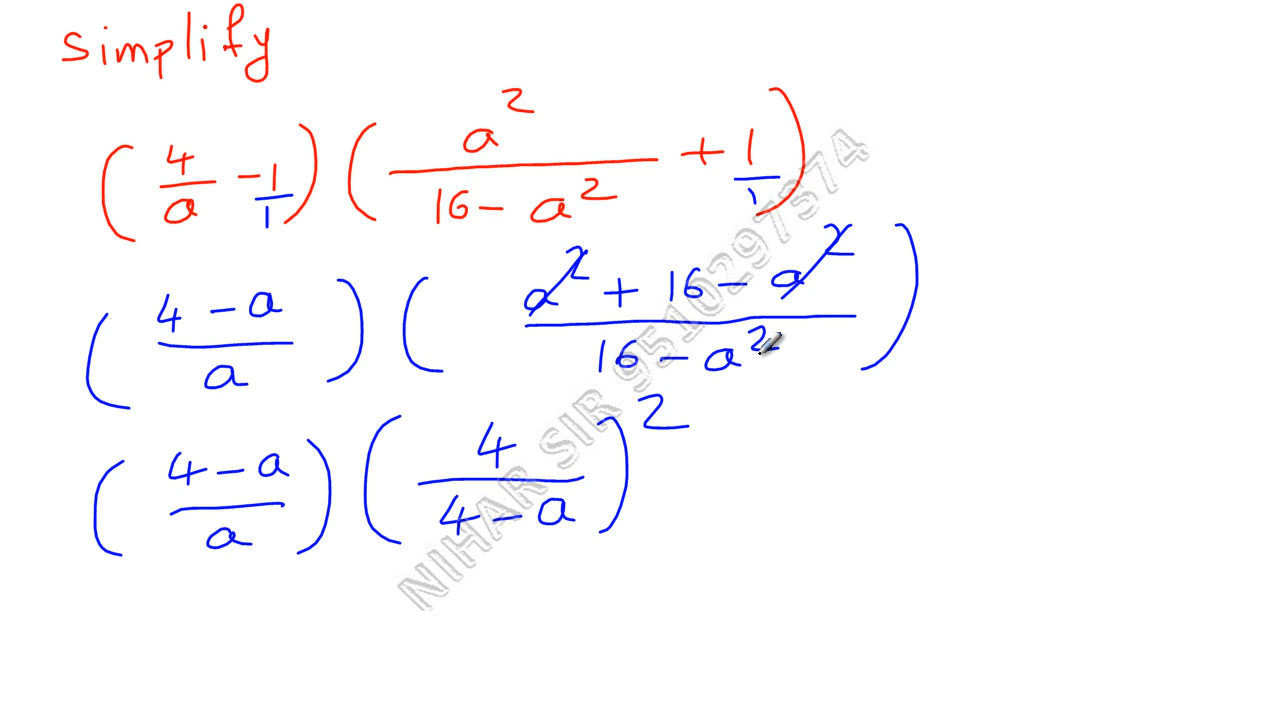 simplify
(4/a - 1/1) (a²/(16 - a²) + 1/1)
((4 - a)/a) ((a² + 16 - a²)/(16 - a²))
((4 - a)/a) (4/(4 - a))²
NIHAR SIR 9510297374